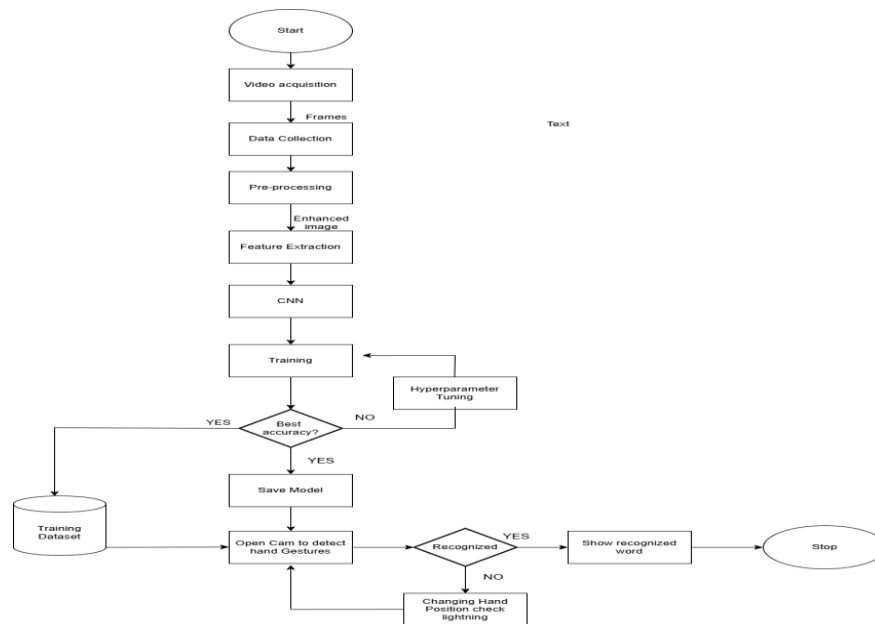 Start
Video acquisition
Frames
Text
Data Collection
Pre-processing
Enhanced
image
Feature Extraction
CNN
Training
Hyperparameter
Tuning
YES
Best
accuracy?
NO
YES
Save Model
Training
Dataset
Open Cam to detect
hand Gestures
Recognized
YES
Show recognized
word
Stop
NO
Changing Hand
Position check
lightning